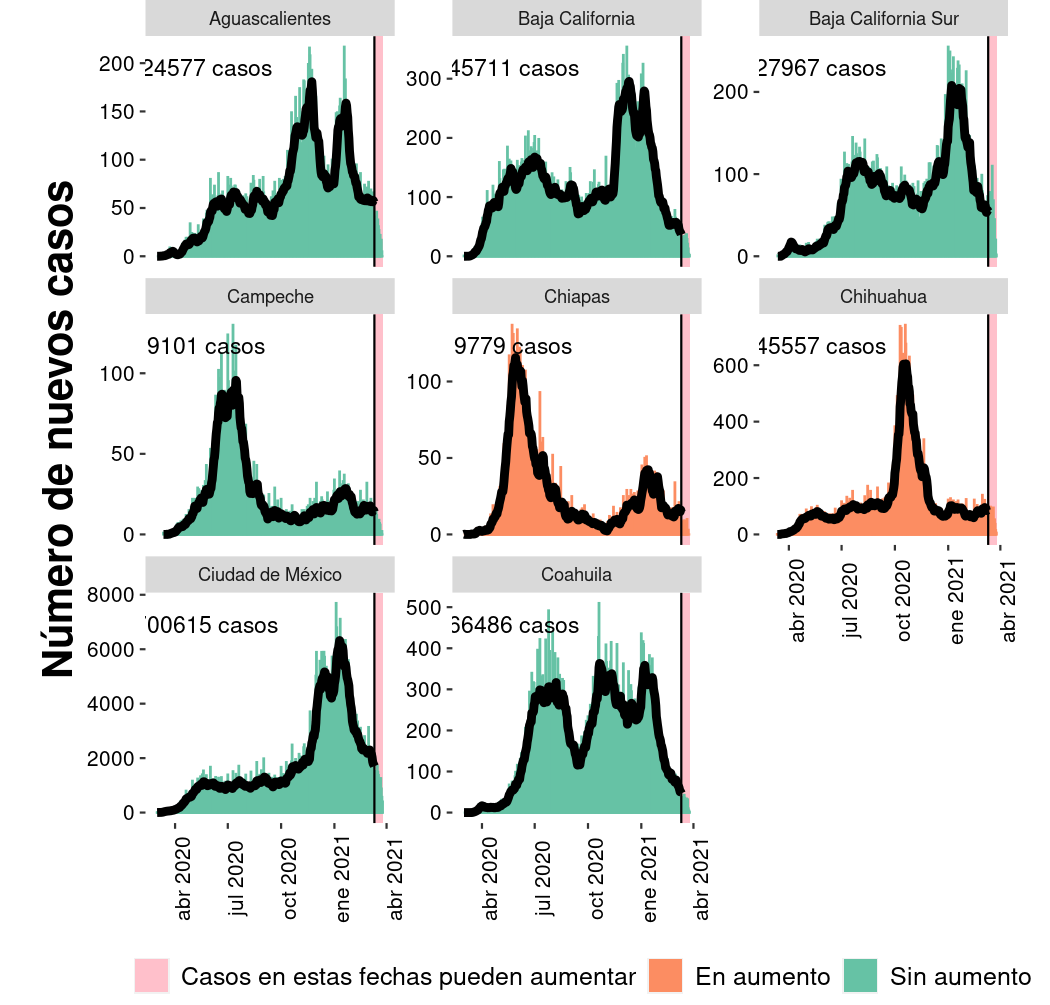 Aguascalientes
Baja California
Baja California Sur
24577 casos
45711 casos
27967 casos
200
150
100
50
0
300
200
100
0
200
100
0
Campeche
Chiapas
Chihuahua
9101 casos
9779 casos
45557 casos
100
50
0
100
50
0
600
400
200
0
Ciudad de México
Coahuila
00615 casos
66486 casos
8000
6000
4000
2000
0
500
400
300
200
100
0
abr 2020
jul 2020
oct 2020
ene 2021
abr 2021
abr 2020
jul 2020
oct 2020
ene 2021
abr 2021
abr 2020
jul 2020
oct 2020
ene 2021
abr 2021
Número de nuevos casos
Casos en estas fechas pueden aumentar
En aumento
Sin aumento